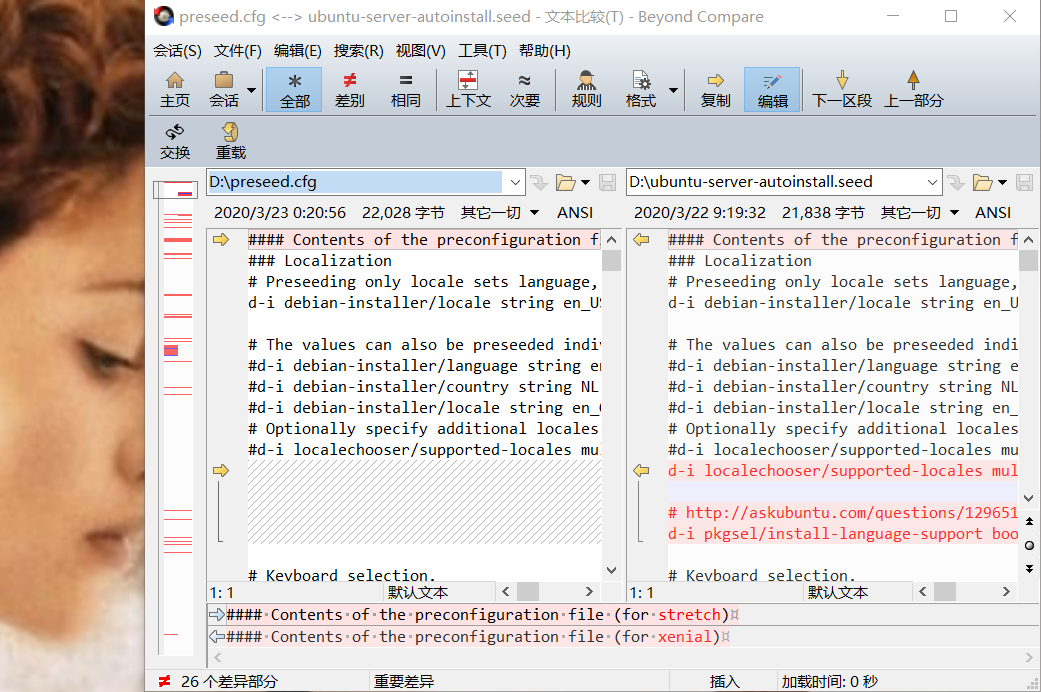 preseed.cfg <--> ubuntu-server-autoinstall.seed - 文本比较(T) - Beyond Compare
会话(S) 文件(F) 编辑(E) 搜索(R) 视图(V) 工具(T) 帮助(H)
主页 会话 全部 差别 相同 上下文 次要 规则 格式 复制 编辑 下一区段 上一部分
交换 重载
D:\preseed.cfg
2020/3/23 0:20:56 22,028 字节 其它一切 ANSI
#### Contents of the preconfiguration f
### Localization
# Preseeding only locale sets language,
d-i debian-installer/locale string en_US
# The values can also be preseeded indiv
#d-i debian-installer/language string en
#d-i debian-installer/country string NL
#d-i debian-installer/locale string en_
# Optionally specify additional locales
#d-i localechooser/supported-locales mul
# Keyboard selection.
1: 1 默认文本
D:\ubuntu-server-autoinstall.seed
2020/3/22 9:19:32 21,838 字节 其它一切 ANSI
#### Contents of the preconfiguration f
### Localization
# Preseeding only locale sets language,
d-i debian-installer/locale string en_U
# The values can also be preseeded indi
#d-i debian-installer/language string e
#d-i debian-installer/country string NL
#d-i debian-installer/locale string en_
# Optionally specify additional locales
#d-i localechooser/supported-locales mu
d-i localechooser/supported-locales mul
# http://askubuntu.com/questions/129651
d-i pkgsel/install-language-support boo
# Keyboard selection.
1: 1 默认文本
####·Contents·of·the·preconfiguration·file·(for·stretch)¤
####·Contents·of·the·preconfiguration·file·(for·xenial)¤
26 个差异部分 重要差异 插入 加载时间: 0 秒